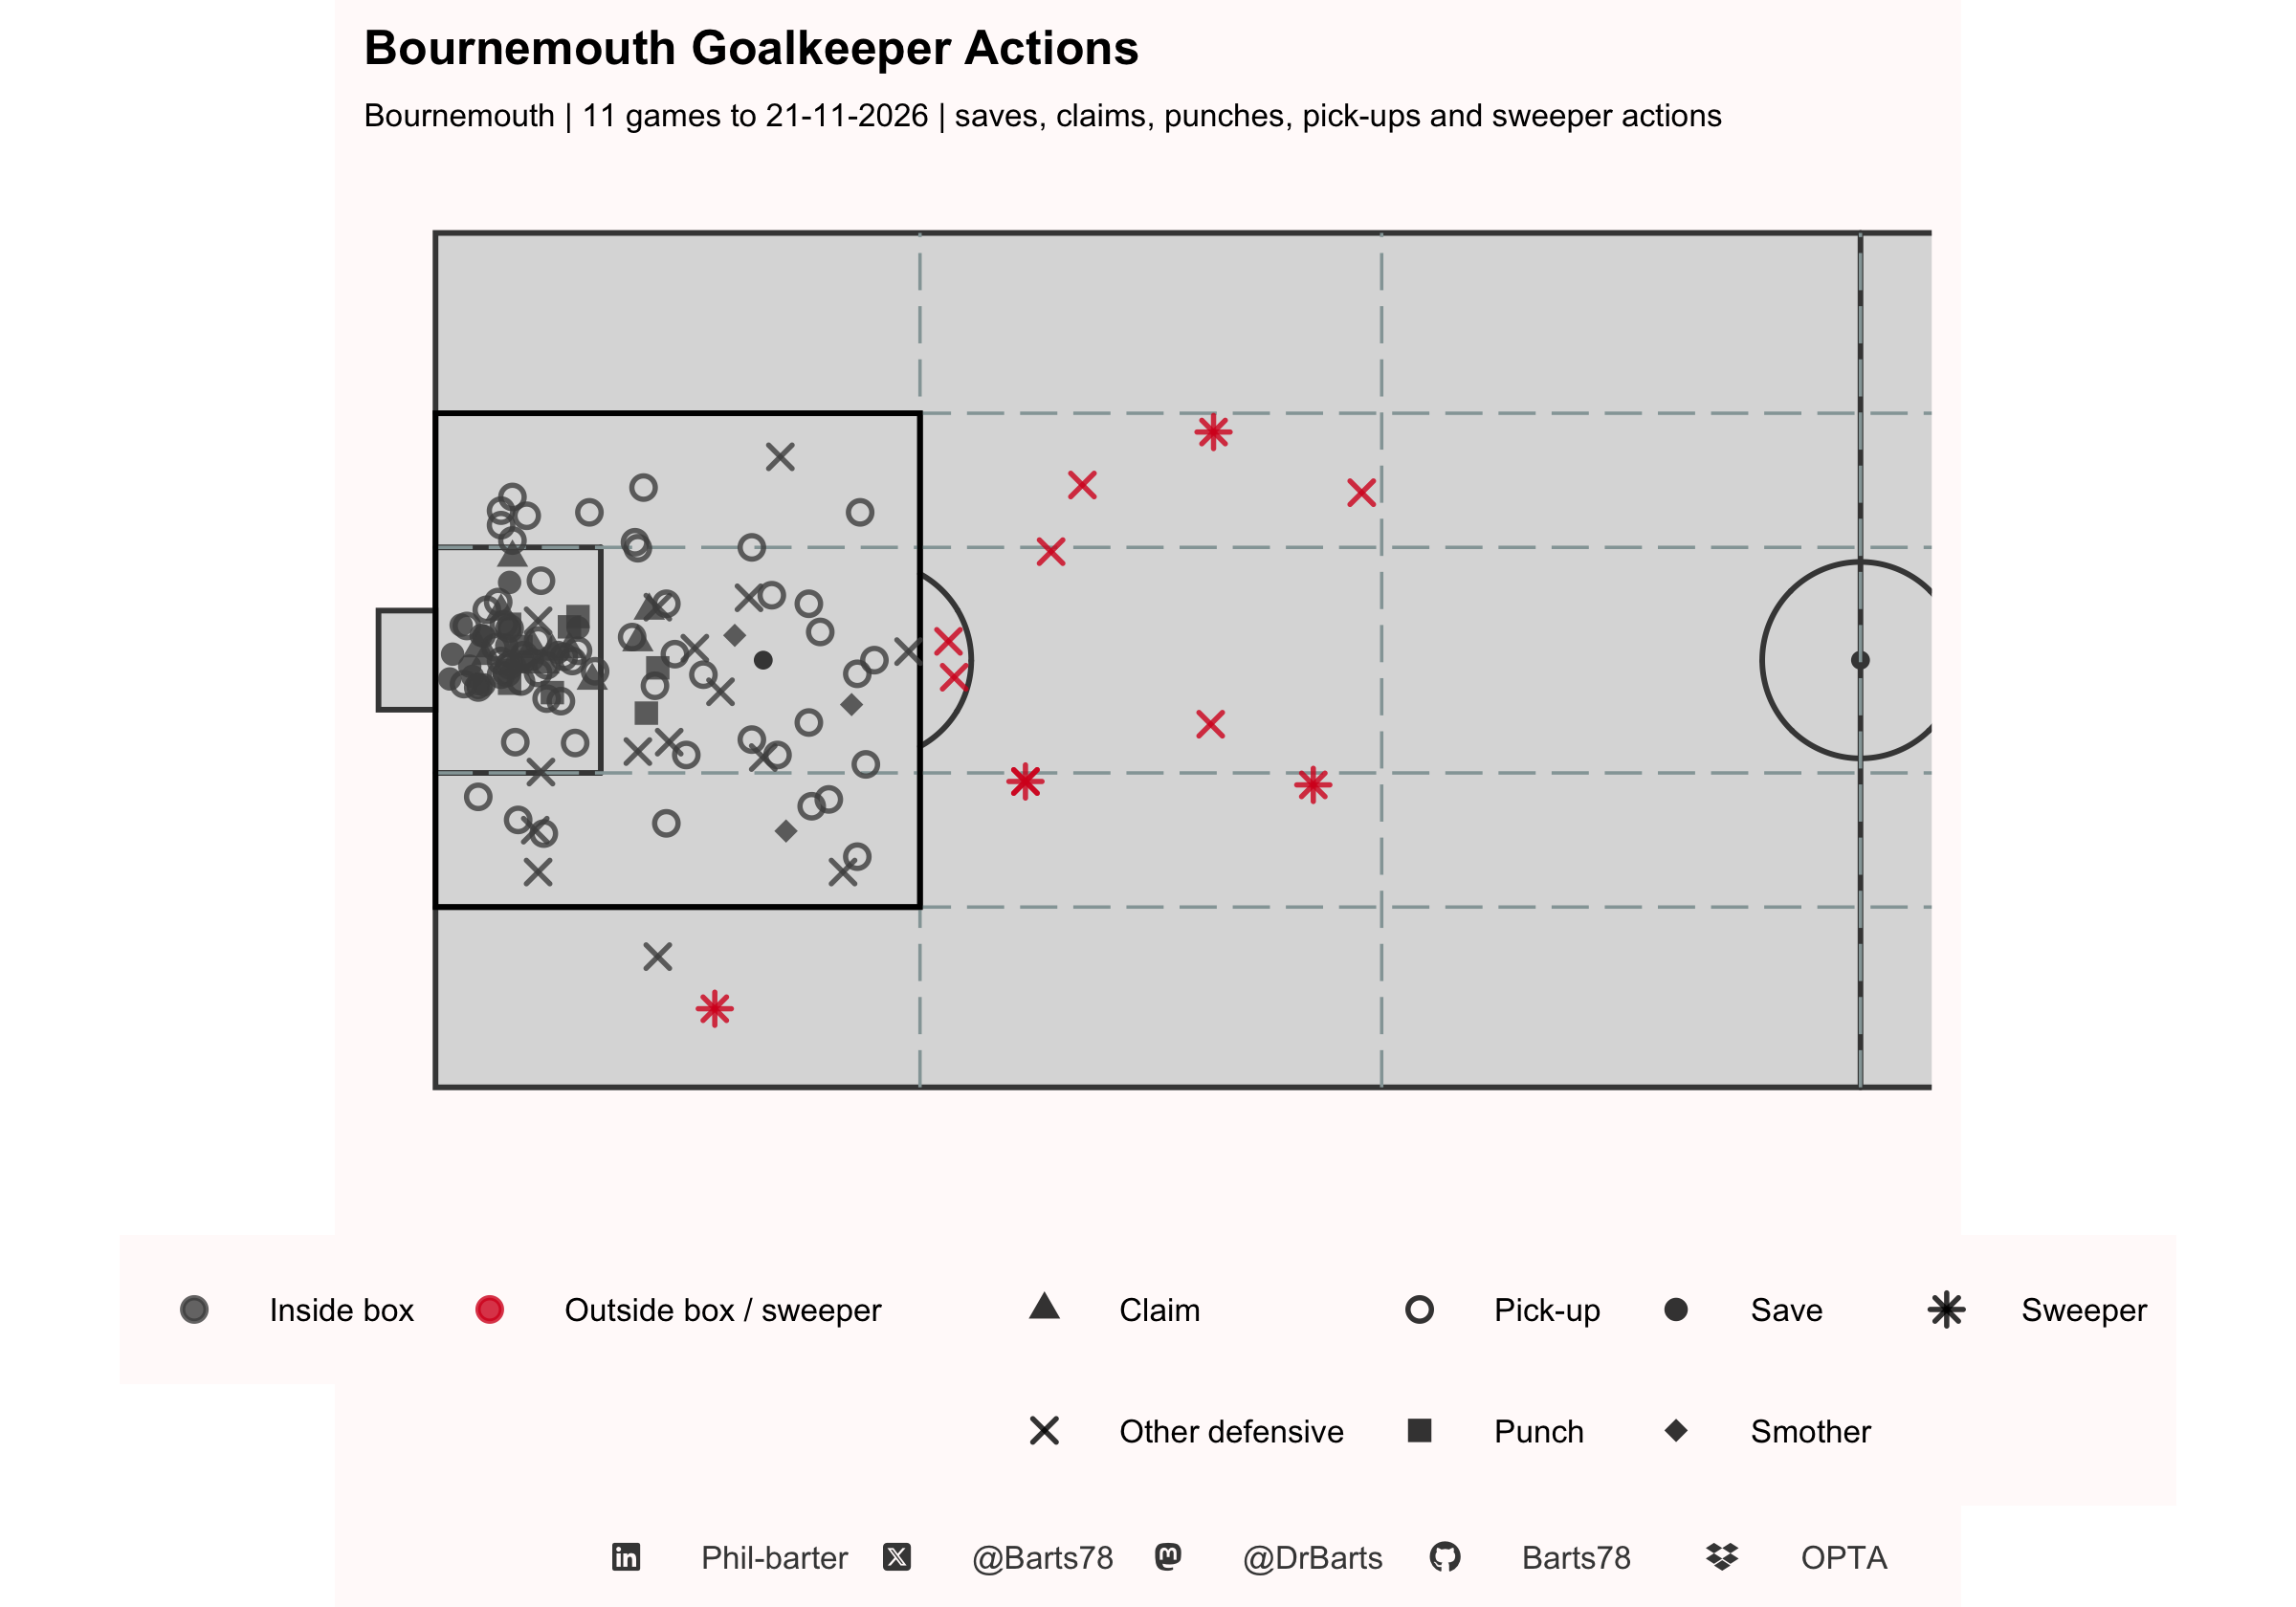 Bournemouth Goalkeeper Actions
Bournemouth | 11 games to 21-11-2026 | saves, claims, punches, pick-ups and sweeper actions
Inside box Outside box / sweeper Claim Pick-up Save Sweeper
Other defensive Punch Smother
Phil-barter @Barts78 @DrBarts Barts78 OPTA